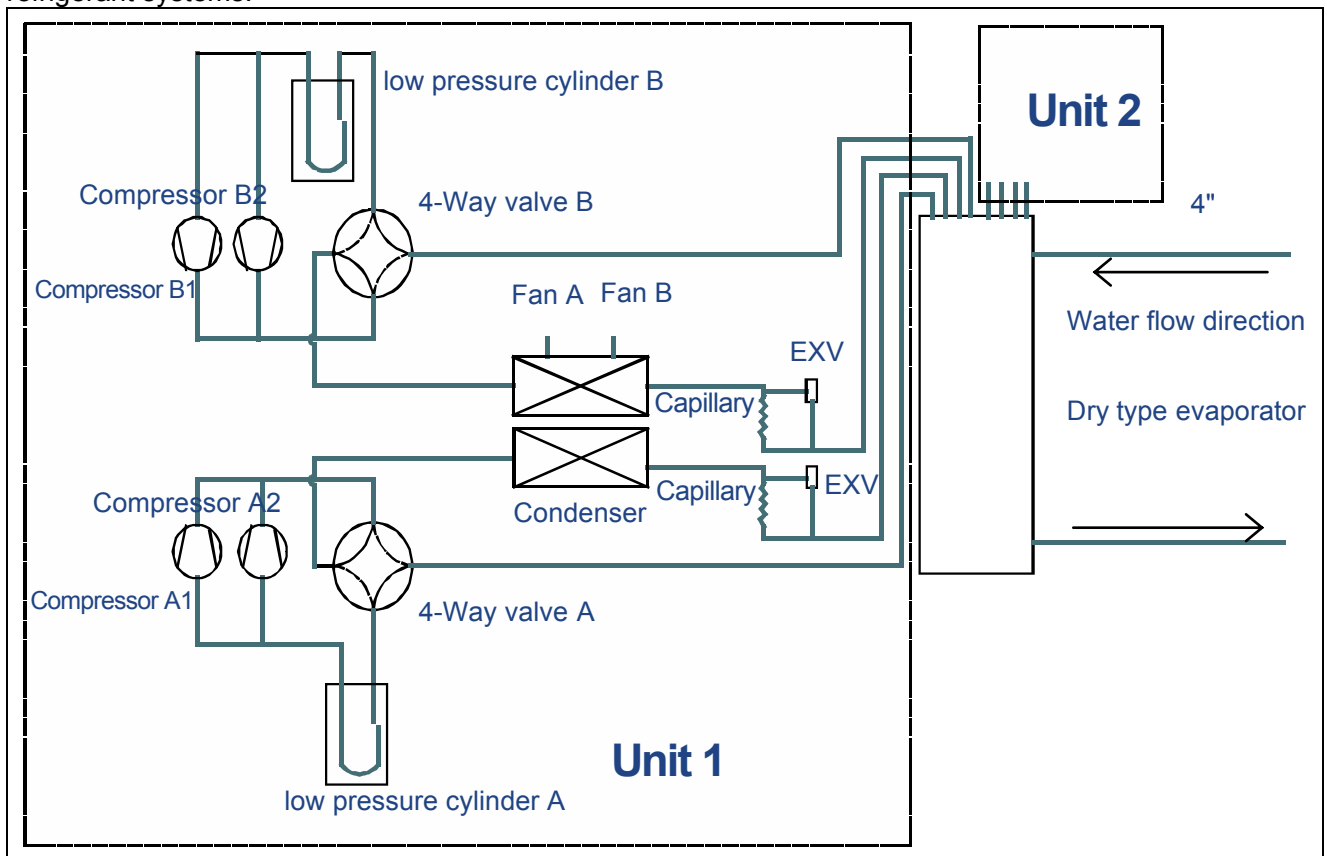 refrigerant systems.
low pressure cylinder B
Unit 2
Compressor B2
4-Way valve B
4"
Compressor B1
Fan A Fan B
Water flow direction
EXV
Capillary
Dry type evaporator
Capillary EXV
Compressor A2
Condenser
Compressor A1
4-Way valve A
Unit 1
low pressure cylinder A